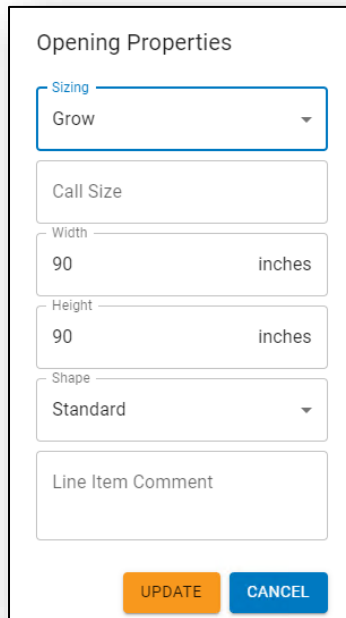 Opening Properties
Sizing
Grow
Call Size
Width
90 inches
Height
90 inches
Shape
Standard
Line Item Comment
UPDATE CANCEL